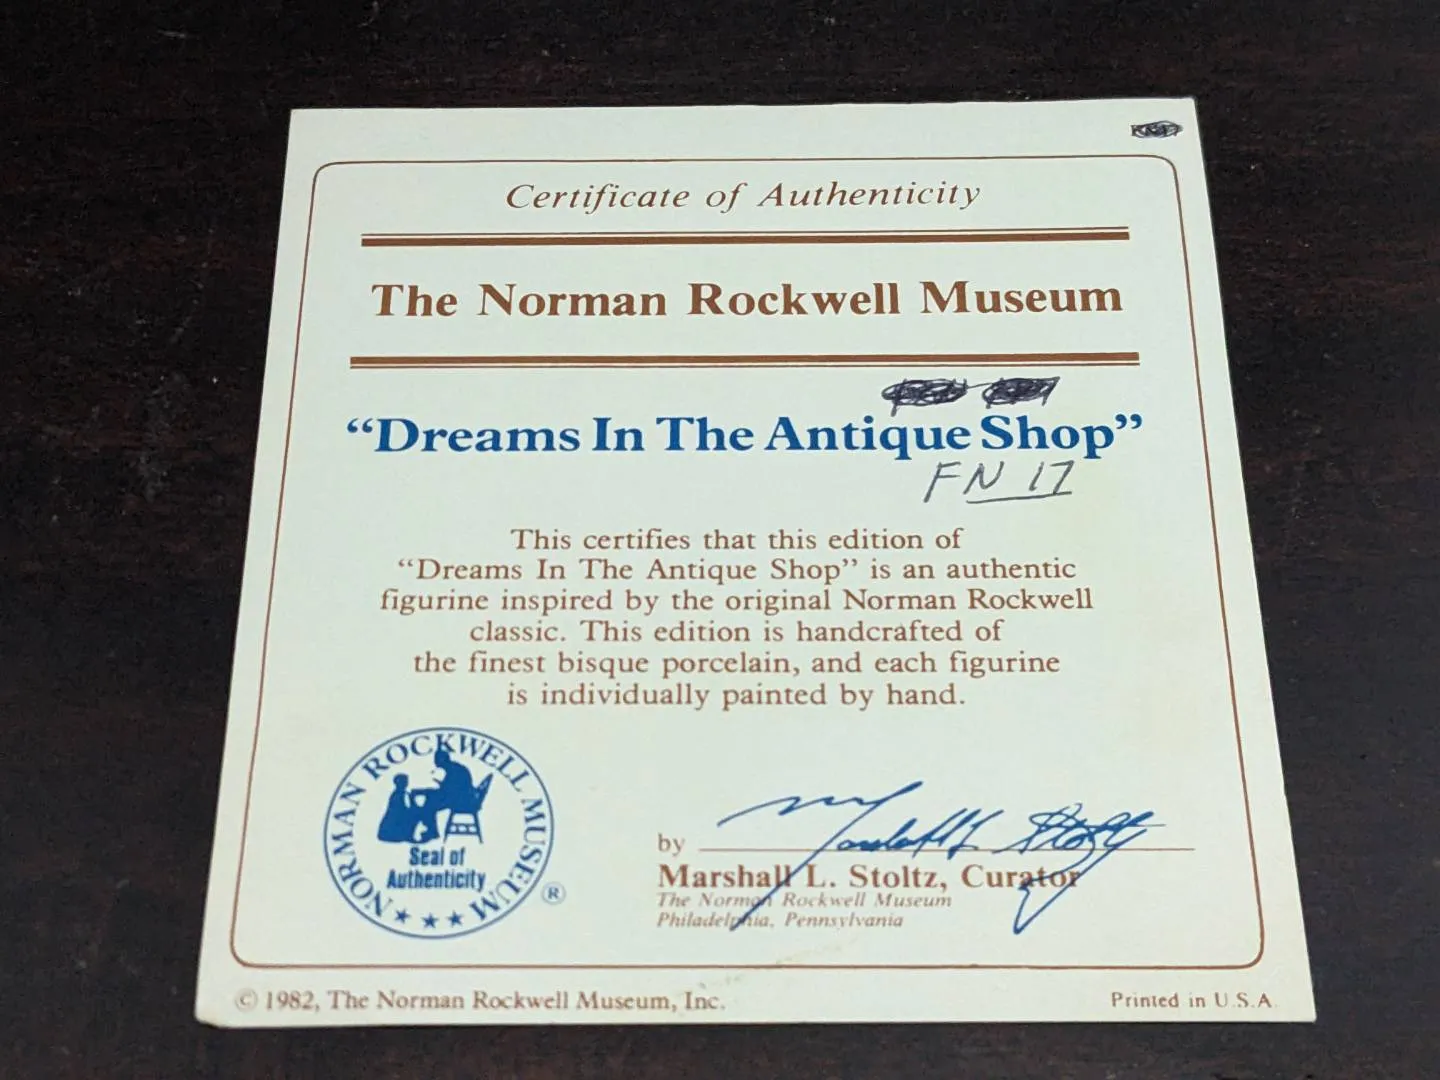 Certificate of Authenticity
The Norman Rockwell Museum
“Dreams In The Antique Shop”
FN 17
This certifies that this edition of
“Dreams In The Antique Shop” is an authentic
figurine inspired by the original Norman Rockwell
classic. This edition is handcrafted of
the finest bisque porcelain, and each figurine
is individually painted by hand.
NORMAN ROCKWELL MUSEUM
Seal of
Authenticity
®
by Marshall L. Stoltz
Marshall L. Stoltz, Curator
The Norman Rockwell Museum
Philadelphia, Pennsylvania
© 1982, The Norman Rockwell Museum, Inc.
Printed in U.S.A.